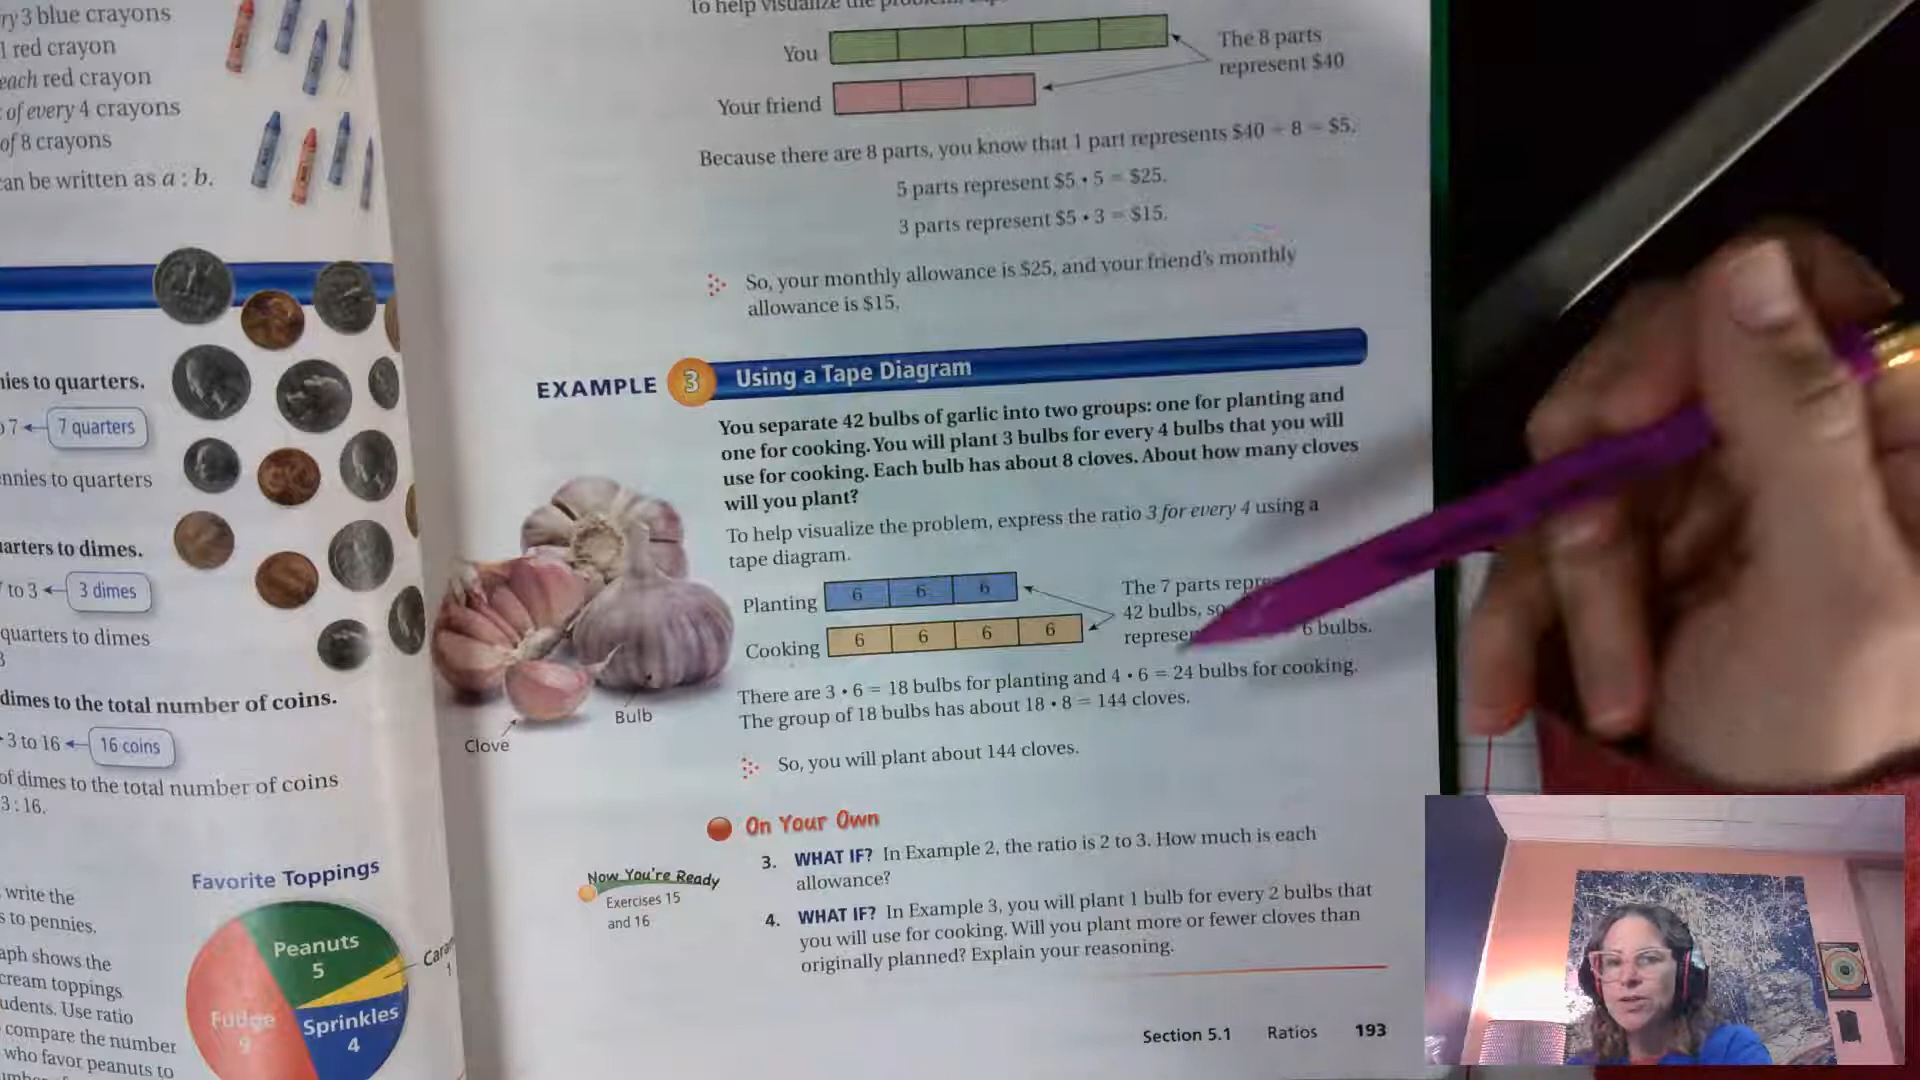 ry 3 blue crayons
1 red crayon
each red crayon
of every 4 crayons
of 8 crayons
can be written as a : b.
nies to quarters.
7 quarters
nnies to quarters
arters to dimes.
to 3
3 dimes
quarters to dimes
3
dimes to the total number of coins.
3 to 16
16 coins
of dimes to the total number of coins
3 : 16.
write the
s to pennies.
aph shows the
cream toppings
udents. Use ratio
compare the number
who favor peanuts to
Favorite Toppings
Peanuts
5
1
Fudge
9
Sprinkles
4
To help visualize the
You
Your friend
The 8 parts
represent $40
Because there are 8 parts, you know that 1 part represents $40 ÷ 8 = $5.
5 parts represent $5 • 5 = $25.
3 parts represent $5 • 3 = $15.
So, your monthly allowance is $25, and your friend's monthly
allowance is $15.
EXAMPLE 3 Using a Tape Diagram
You separate 42 bulbs of garlic into two groups: one for planting and
one for cooking. You will plant 3 bulbs for every 4 bulbs that you will
use for cooking. Each bulb has about 8 cloves. About how many cloves
will you plant?
To help visualize the problem, express the ratio 3 for every 4 using a
tape diagram.
Planting 6 6 6
Cooking 6 6 6 6
The 7 parts
42 bulbs,
6 bulbs.
There are 3 • 6 = 18 bulbs for planting and 4 • 6 = 24 bulbs for cooking.
The group of 18 bulbs has about 18 • 8 = 144 cloves.
So, you will plant about 144 cloves.
Bulb
Clove
On Your Own
Now You're Ready
Exercises 15
and 16
3. WHAT IF? In Example 2, the ratio is 2 to 3. How much is each
allowance?
4. WHAT IF? In Example 3, you will plant 1 bulb for every 2 bulbs that
you will use for cooking. Will you plant more or fewer cloves than
originally planned? Explain your reasoning.
Section 5.1 Ratios 193